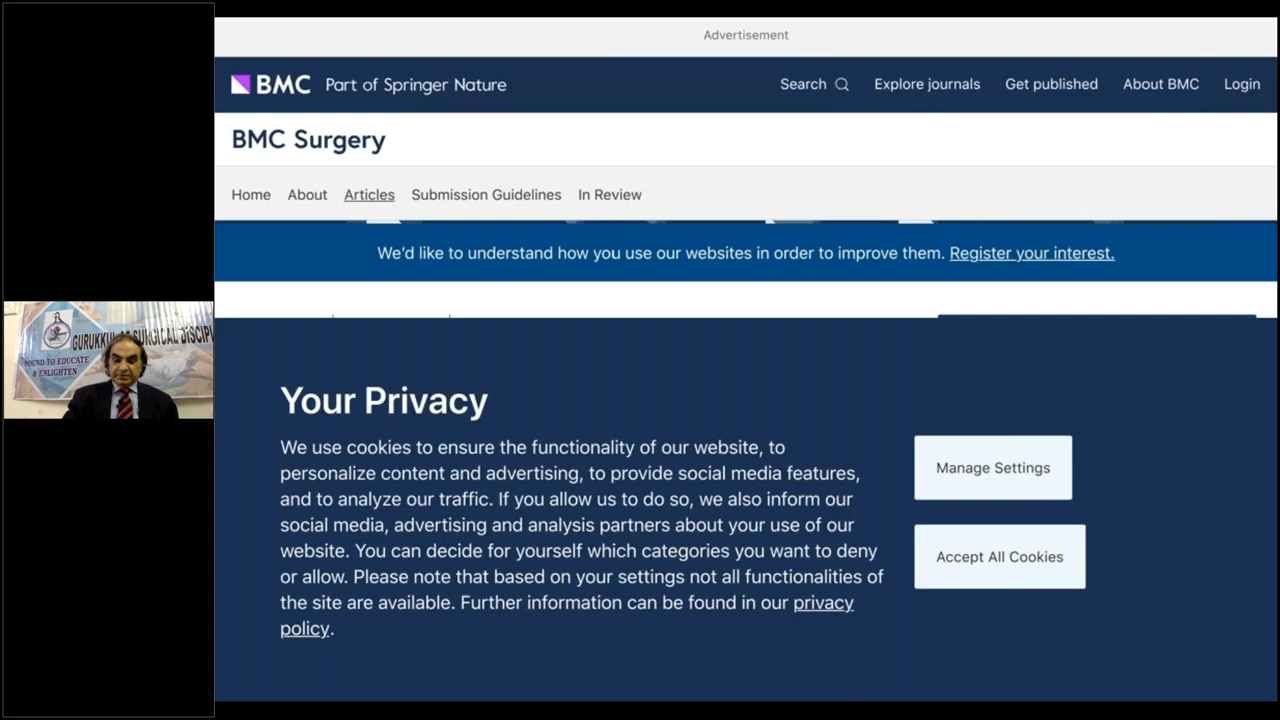 Advertisement
BMC Part of Springer Nature
Search Explore journals Get published About BMC Login
BMC Surgery
Home About Articles Submission Guidelines In Review
We'd like to understand how you use our websites in order to improve them. Register your interest.
GURUKKUL OF SURGICAL DISCIPL
BOUND TO EDUCATE
& ENLIGHTEN
Your Privacy
We use cookies to ensure the functionality of our website, to
personalize content and advertising, to provide social media features,
and to analyze our traffic. If you allow us to do so, we also inform our
social media, advertising and analysis partners about your use of our
website. You can decide for yourself which categories you want to deny
or allow. Please note that based on your settings not all functionalities of
the site are available. Further information can be found in our privacy
policy.
Manage Settings
Accept All Cookies